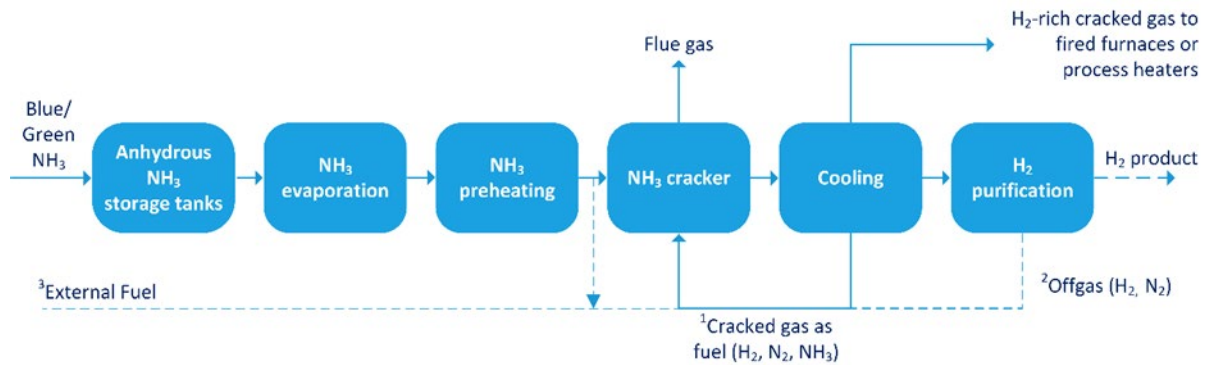 H₂-rich cracked gas to
fired furnaces or
process heaters
Flue gas
Blue/
Green
NH₃
Anhydrous
NH₃
storage tanks
NH₃
evaporation
NH₃
preheating
NH₃ cracker
Cooling
H₂
purification
H₂ product
³External Fuel
²Offgas (H₂, N₂)
¹Cracked gas as
fuel (H₂, N₂, NH₃)